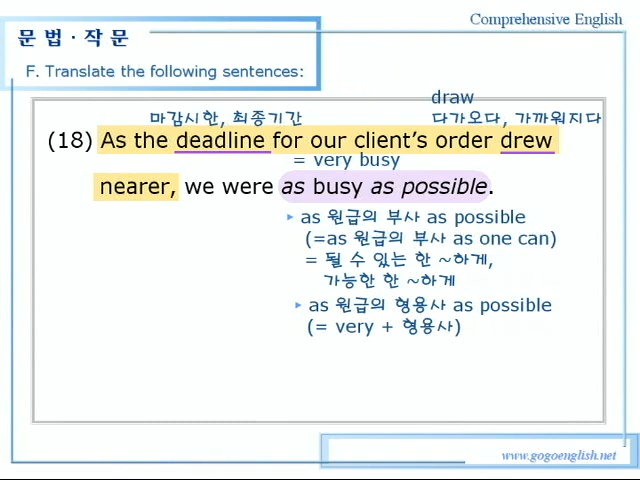 Comprehensive English
문 법 · 작 문
F. Translate the following sentences:
draw
마감시한, 최종기간 다가오다, 가까워지다
(18) As the deadline for our client's order drew
= very busy
nearer, we were as busy as possible.
▸ as 원급의 부사 as possible
(=as 원급의 부사 as one can)
= 될 수 있는 한 ~하게,
가능한 한 ~하게
▸ as 원급의 형용사 as possible
(= very + 형용사)
www.gogoenglish.net